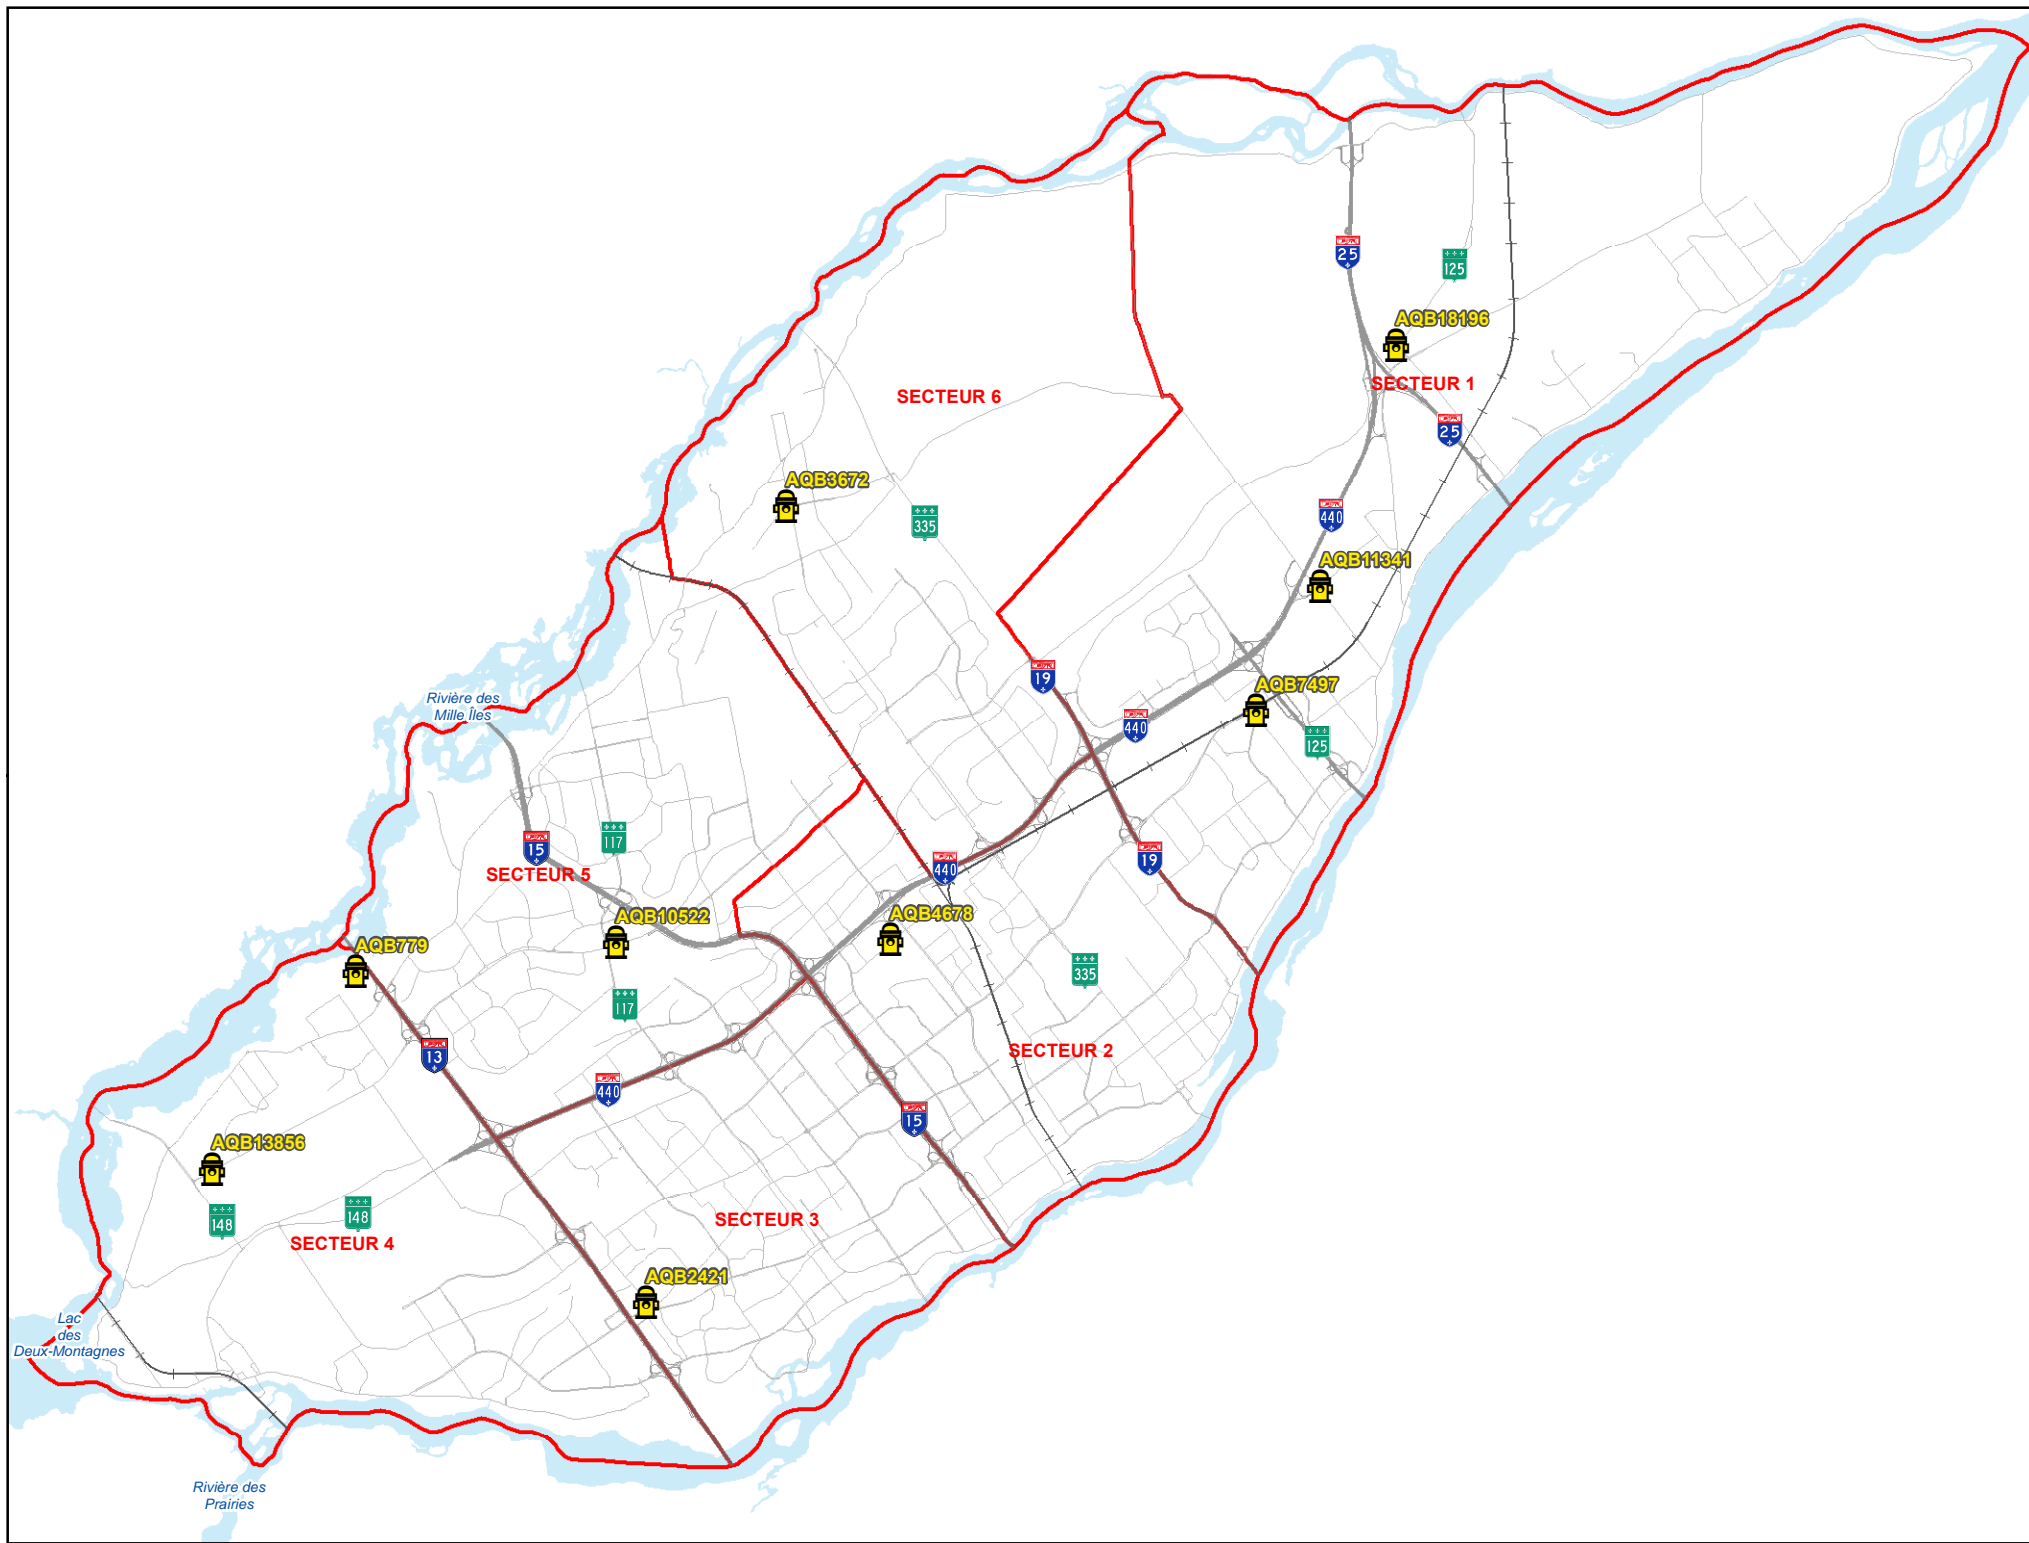 25
125
AQB18196
SECTEUR 1
SECTEUR 6
25
AQB3672
335
440
AQB11341
19
AQB7497
Rivière des
Mille Îles
440
125
117
15
SECTEUR 5
19
440
AQB10522
AQB4678
AQB779
335
117
13
SECTEUR 2
440
15
AQB13856
148
148
SECTEUR 3
SECTEUR 4
AQB2421
Lac
des
Deux-Montagnes
Rivière des
Prairies